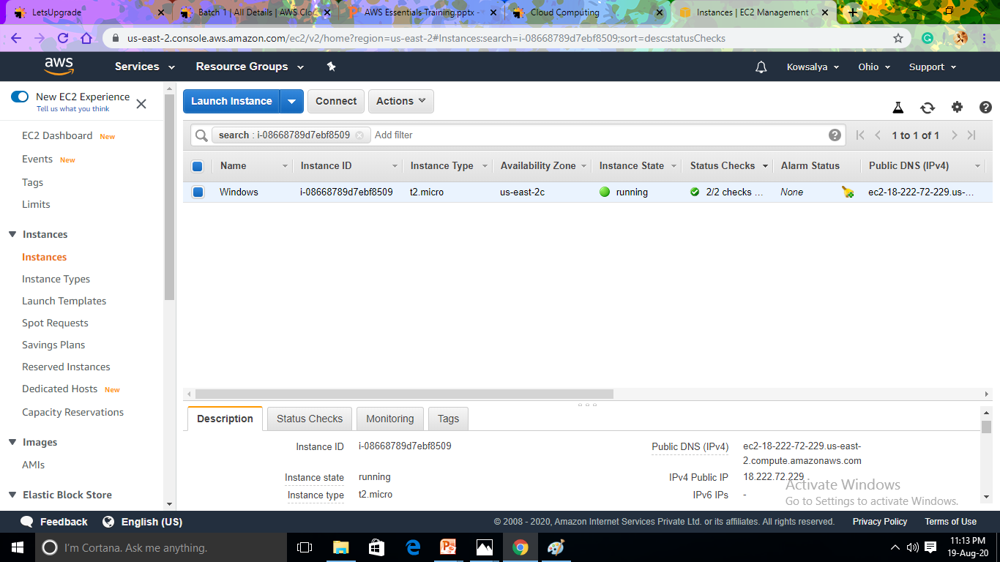 LetsUpgrade
Batch 1 | All Details | AWS Clo
AWS Essentials Training.pptx -
Cloud Computing
Instances | EC2 Management C
us-east-2.console.aws.amazon.com/ec2/v2/home?region=us-east-2#Instances:search=i-08668789d7ebf8509;sort=desc:statusChecks
aws
Services
Resource Groups
Kowsalya
Ohio
Support
New EC2 Experience
Tell us what you think
EC2 Dashboard New
Events New
Tags
Limits
Instances
Instances
Instance Types
Launch Templates
Spot Requests
Savings Plans
Reserved Instances
Dedicated Hosts New
Capacity Reservations
Images
AMIs
Elastic Block Store
Launch Instance
Connect
Actions
search : i-08668789d7ebf8509 Add filter
1 to 1 of 1
Name Instance ID Instance Type Availability Zone Instance State Status Checks Alarm Status Public DNS (IPv4)
Windows i-08668789d7ebf8509 t2.micro us-east-2c running 2/2 checks ... None ec2-18-222-72-229.us-...
Description Status Checks Monitoring Tags
Instance ID i-08668789d7ebf8509
Instance state running
Instance type t2.micro
Public DNS (IPv4) ec2-18-222-72-229.us-east-
2.compute.amazonaws.com
IPv4 Public IP 18.222.72.229
IPv6 IPs -
Activate Windows
Go to Settings to activate Windows.
Feedback English (US)
© 2008 - 2020, Amazon Internet Services Private Ltd. or its affiliates. All rights reserved. Privacy Policy Terms of Use
I'm Cortana. Ask me anything.
11:13 PM
19-Aug-20